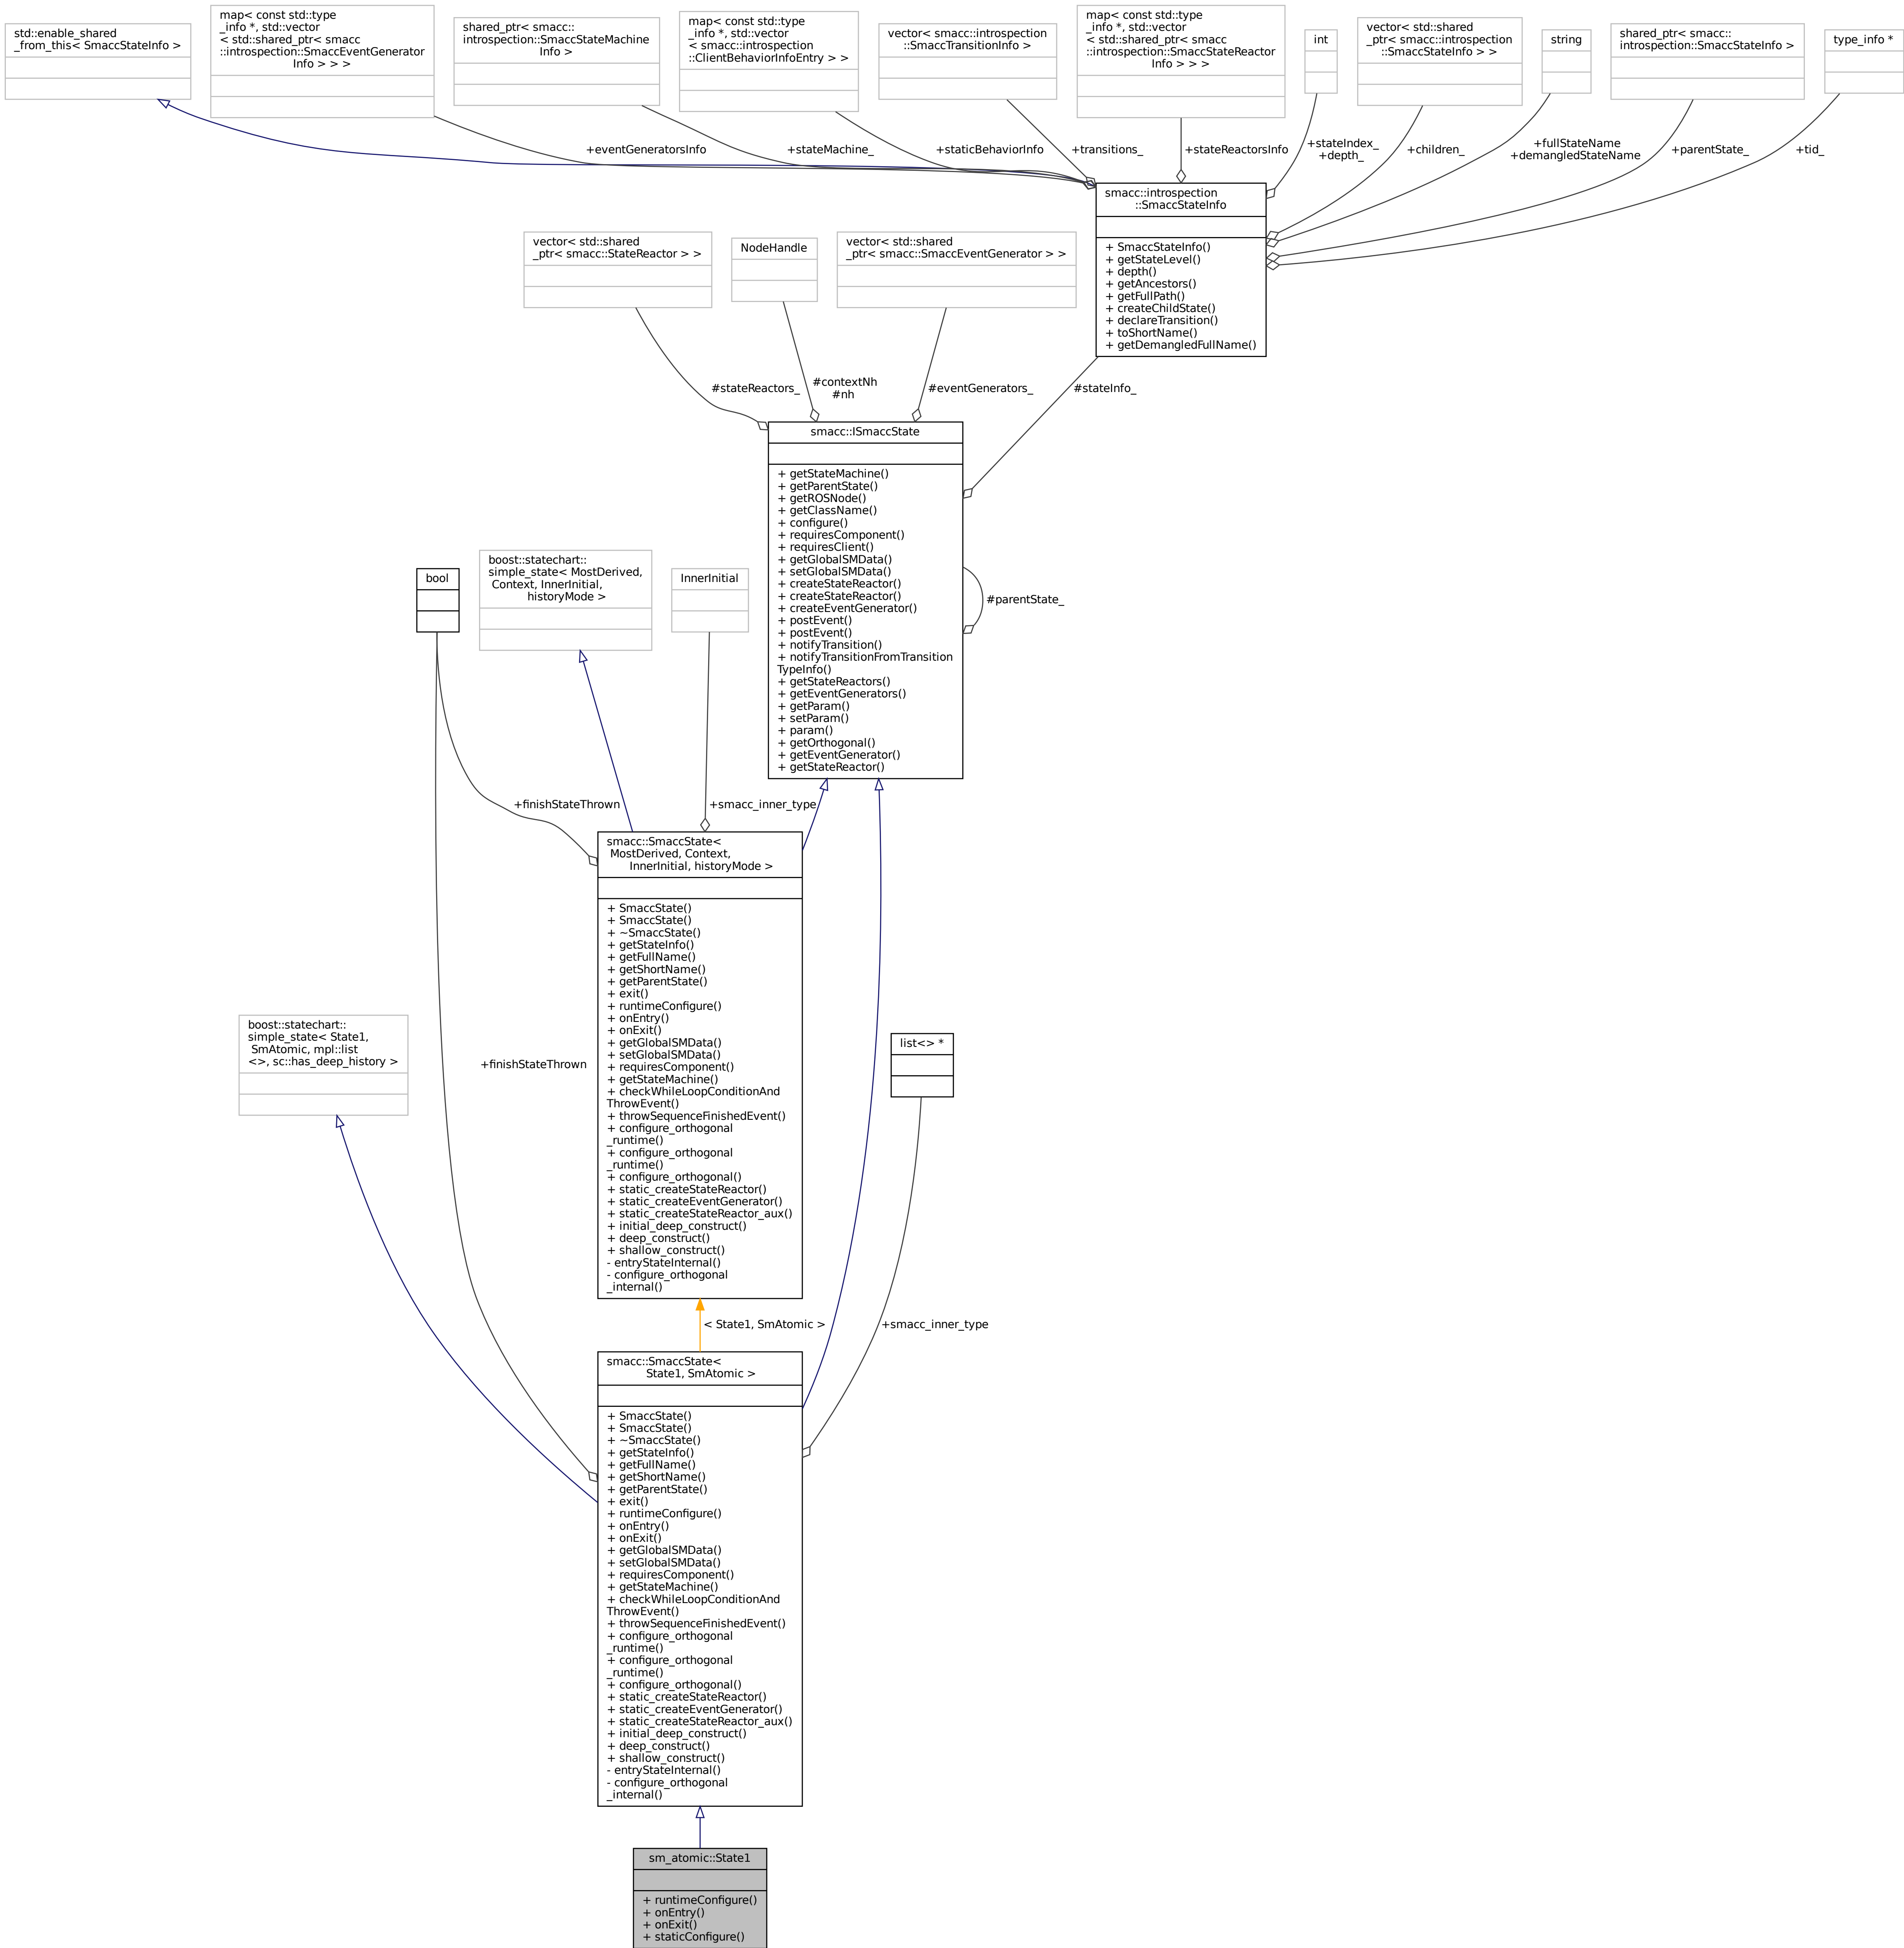 std::enable_shared
_from_this< SmaccStateInfo >
map< const std::type
_info *, std::vector
< std::shared_ptr< smacc
::introspection::SmaccEventGenerator
Info > > >
shared_ptr< smacc::
introspection::SmaccStateMachine
Info >
map< const std::type
_info *, std::vector
< smacc::introspection
::ClientBehaviorInfoEntry > >
vector< smacc::introspection
::SmaccTransitionInfo >
map< const std::type
_info *, std::vector
< std::shared_ptr< smacc
::introspection::SmaccStateReactor
Info > > >
int
vector< std::shared
_ptr< smacc::introspection
::SmaccStateInfo > >
string
shared_ptr< smacc::
introspection::SmaccStateInfo >
type_info *
+eventGeneratorsInfo
+stateMachine_
+staticBehaviorInfo
+transitions_
+stateReactorsInfo
+stateIndex_
+depth_
+children_
+fullStateName
+demangledStateName
+parentState_
+tid_
smacc::introspection
::SmaccStateInfo
+ SmaccStateInfo()
+ getStateLevel()
+ depth()
+ getAncestors()
+ getFullPath()
+ createChildState()
+ declareTransition()
+ toShortName()
+ getDemangledFullName()
vector< std::shared
_ptr< smacc::StateReactor > >
NodeHandle
vector< std::shared
_ptr< smacc::SmaccEventGenerator > >
#stateReactors_
#contextNh
#nh
#eventGenerators_
#stateInfo_
smacc::ISmaccState
+ getStateMachine()
+ getParentState()
+ getROSNode()
+ getClassName()
+ configure()
+ requiresComponent()
+ requiresClient()
+ getGlobalSMData()
+ setGlobalSMData()
+ createStateReactor()
+ createStateReactor()
+ createEventGenerator()
+ postEvent()
+ postEvent()
+ notifyTransition()
+ notifyTransitionFromTransition
TypeInfo()
+ getStateReactors()
+ getEventGenerators()
+ getParam()
+ setParam()
+ param()
+ getOrthogonal()
+ getEventGenerator()
+ getStateReactor()
#parentState_
bool
boost::statechart::
simple_state< MostDerived,
Context, InnerInitial,
historyMode >
InnerInitial
+finishStateThrown
+smacc_inner_type
smacc::SmaccState<
MostDerived, Context,
InnerInitial, historyMode >
+ SmaccState()
+ SmaccState()
+ ~SmaccState()
+ getStateInfo()
+ getFullName()
+ getShortName()
+ getParentState()
+ exit()
+ runtimeConfigure()
+ onEntry()
+ onExit()
+ getGlobalSMData()
+ setGlobalSMData()
+ requiresComponent()
+ getStateMachine()
+ checkWhileLoopConditionAnd
ThrowEvent()
+ throwSequenceFinishedEvent()
+ configure_orthogonal
_runtime()
+ configure_orthogonal
_runtime()
+ configure_orthogonal()
+ static_createStateReactor()
+ static_createEventGenerator()
+ static_createStateReactor_aux()
+ initial_deep_construct()
+ deep_construct()
+ shallow_construct()
- entryStateInternal()
- configure_orthogonal
_internal()
boost::statechart::
simple_state< State1,
SmAtomic, mpl::list
<>, sc::has_deep_history >
+finishStateThrown
list<> *
< State1, SmAtomic >
+smacc_inner_type
smacc::SmaccState<
State1, SmAtomic >
+ SmaccState()
+ SmaccState()
+ ~SmaccState()
+ getStateInfo()
+ getFullName()
+ getShortName()
+ getParentState()
+ exit()
+ runtimeConfigure()
+ onEntry()
+ onExit()
+ getGlobalSMData()
+ setGlobalSMData()
+ requiresComponent()
+ getStateMachine()
+ checkWhileLoopConditionAnd
ThrowEvent()
+ throwSequenceFinishedEvent()
+ configure_orthogonal
_runtime()
+ configure_orthogonal
_runtime()
+ configure_orthogonal()
+ static_createStateReactor()
+ static_createEventGenerator()
+ static_createStateReactor_aux()
+ initial_deep_construct()
+ deep_construct()
+ shallow_construct()
- entryStateInternal()
- configure_orthogonal
_internal()
sm_atomic::State1
+ runtimeConfigure()
+ onEntry()
+ onExit()
+ staticConfigure()